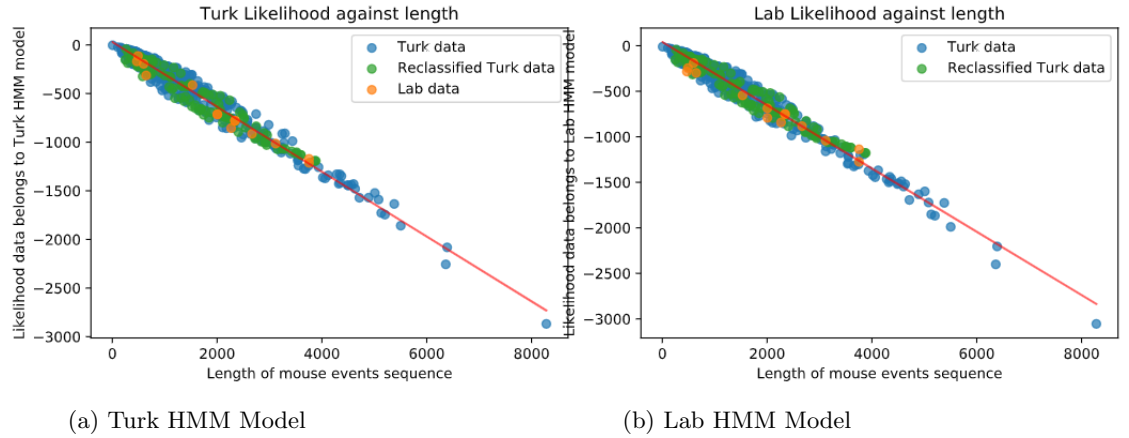 Turk Likelihood against length
Likelihood data belongs to Turk HMM model
0
−500
−1000
−1500
−2000
−2500
−3000
Turk data
Reclassified Turk data
Lab data
0
2000
4000
6000
8000
Length of mouse events sequence
(a) Turk HMM Model
Lab Likelihood against length
Likelihood data belongs to Lab HMM model
0
−500
−1000
−1500
−2000
−2500
−3000
Turk data
Reclassified Turk data
Lab data
0
2000
4000
6000
8000
Length of mouse events sequence
(b) Lab HMM Model